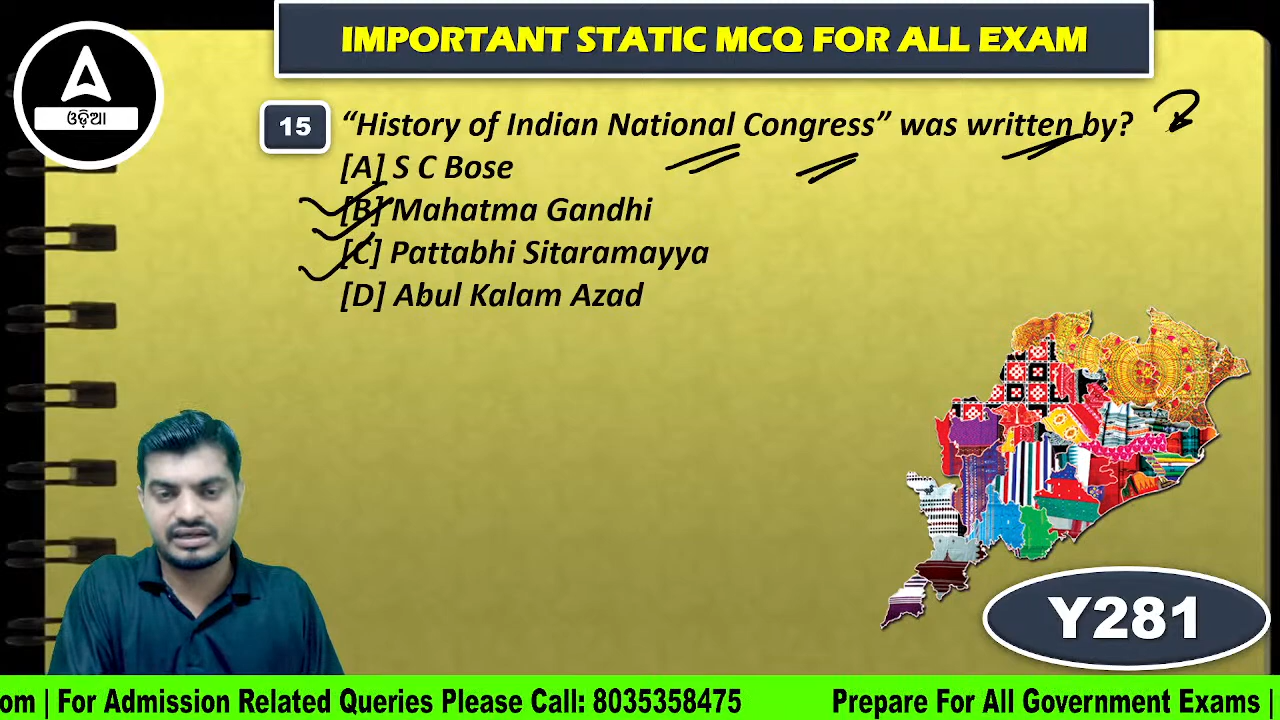 IMPORTANT STATIC MCQ FOR ALL EXAM
ଓଡ଼ିଆ
15 “History of Indian National Congress” was written by?
[A] S C Bose
[B] Mahatma Gandhi
[C] Pattabhi Sitaramayya
[D] Abul Kalam Azad
Y281
om | For Admission Related Queries Please Call: 8035358475 Prepare For All Government Exams |